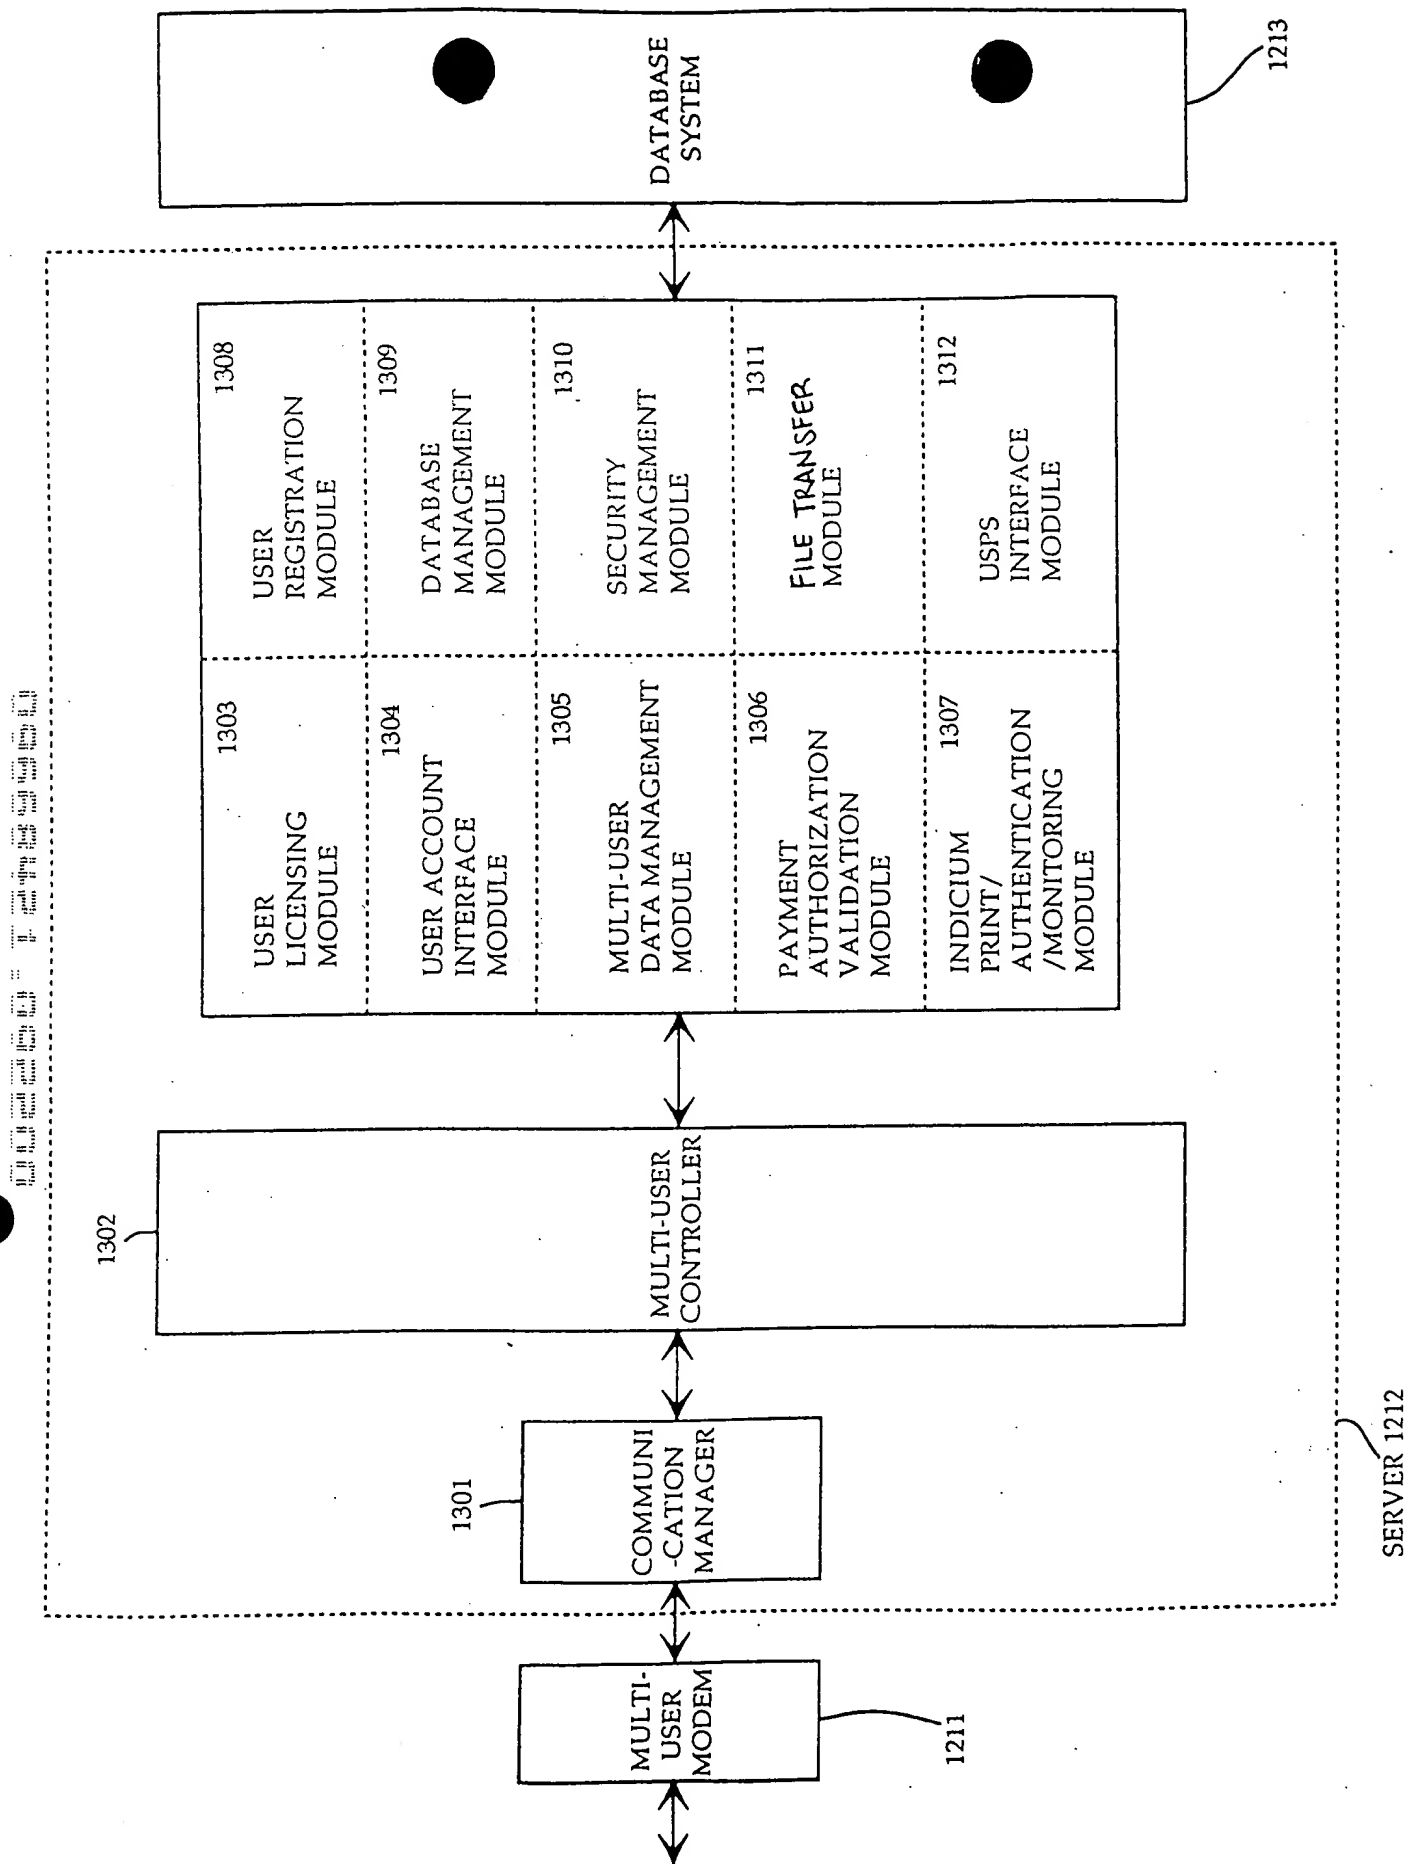 1211
MULTI-
USER
MODEM
SERVER 1212
1301
COMMUNI
-CATION
MANAGER
1302
MULTI-USER
CONTROLLER
1303
USER
LICENSING
MODULE
1308
USER
REGISTRATION
MODULE
1304
USER ACCOUNT
INTERFACE
MODULE
1309
DATABASE
MANAGEMENT
MODULE
1305
MULTI-USER
DATA MANAGEMENT
MODULE
1310
SECURITY
MANAGEMENT
MODULE
1306
PAYMENT
AUTHORIZATION
VALIDATION
MODULE
1311
FILE TRANSFER
MODULE
1307
INDICIUM
PRINT/
AUTHENTICATION
/MONITORING
MODULE
1312
USPS
INTERFACE
MODULE
DATABASE
SYSTEM
1213